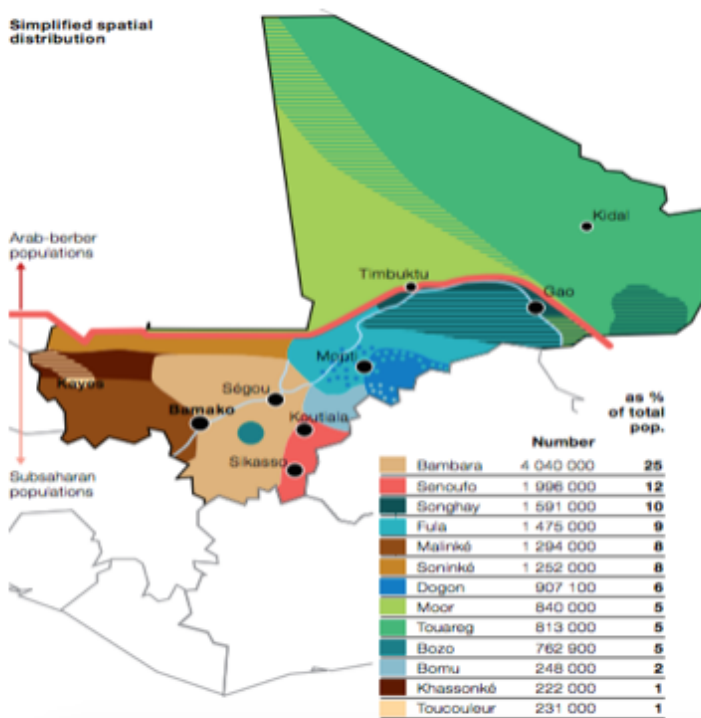 Simplified spatial
distribution
Kidal
Arab-berber
populations
Timbuktu
Gao
Mopti
Kayes
Ségou
Bamako
Koutiala
Sikasso
Subsaharan
populations
as %
of total
pop.
Number
Bambara 4 040 000 25
Senoufo 1 996 000 12
Songhay 1 591 000 10
Fula 1 475 000 9
Malinké 1 294 000 8
Soninké 1 252 000 8
Dogon 907 100 6
Moor 840 000 5
Touareg 813 000 5
Bozo 762 900 5
Bomu 248 000 2
Khassonké 222 000 1
Toucouleur 231 000 1